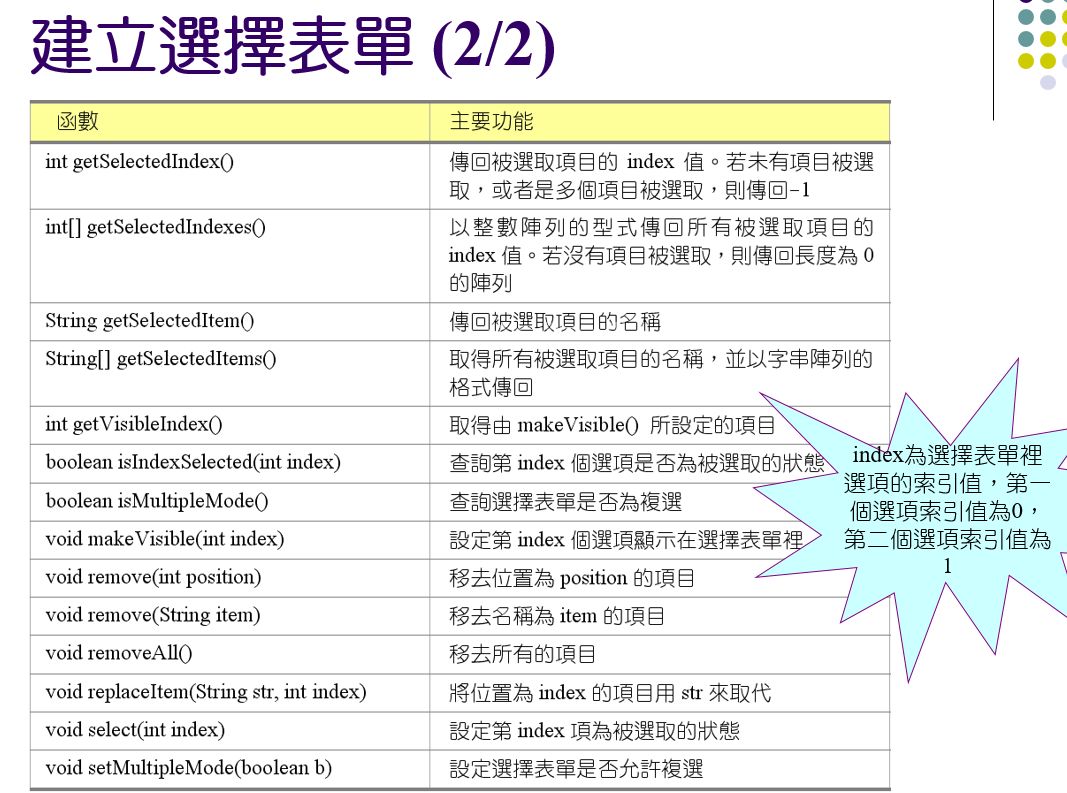 建立選擇表單 (2/2)
函數
主要功能
int getSelectedIndex()
傳回被選取項目的 index 值。若未有項目被選
取，或者是多個項目被選取，則傳回-1
int[] getSelectedIndexes()
以整數陣列的型式傳回所有被選取項目的
index 值。若沒有項目被選取，則傳回長度為 0
的陣列
String getSelectedItem()
傳回被選取項目的名稱
String[] getSelectedItems()
取得所有被選取項目的名稱，並以字串陣列的
格式傳回
int getVisibleIndex()
取得由 makeVisible() 所設定的項目
boolean isIndexSelected(int index)
查詢第 index 個選項是否為被選取的狀態
boolean isMultipleMode()
查詢選擇表單是否為複選
void makeVisible(int index)
設定第 index 個選項顯示在選擇表單裡
void remove(int position)
移去位置為 position 的項目
void remove(String item)
移去名稱為 item 的項目
void removeAll()
移去所有的項目
void replaceItem(String str, int index)
將位置為 index 的項目用 str 來取代
void select(int index)
設定第 index 項為被選取的狀態
void setMultipleMode(boolean b)
設定選擇表單是否允許複選
index為選擇表單裡
選項的索引值，第一
個選項索引值為0，
第二個選項索引值為
1